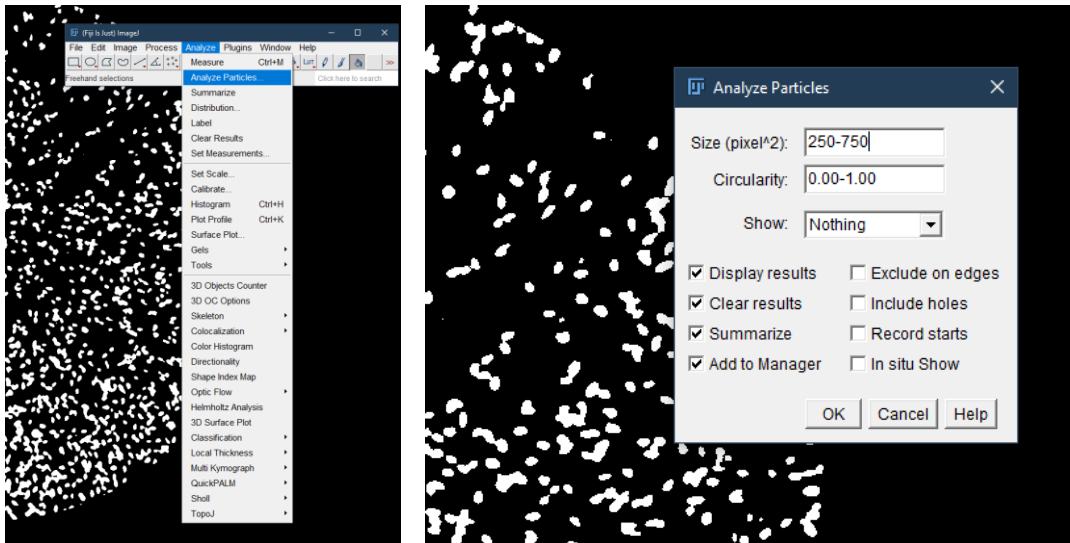 (Fiji Is Just) ImageJ
File Edit Image Process Analyze Plugins Window Help
Freehand selections
Click here to search
Measure Ctrl+M
Analyze Particles...
Summarize
Distribution...
Label
Clear Results
Set Measurements...
Set Scale...
Calibrate...
Histogram Ctrl+H
Plot Profile Ctrl+K
Surface Plot...
Gels
Tools
3D Objects Counter
3D OC Options
Skeleton
Colocalization
Color Histogram
Directionality
Shape Index Map
Optic Flow
Helmholtz Analysis
3D Surface Plot
Classification
Local Thickness
Multi Kymograph
QuickPALM
Sholl
TopoJ
Analyze Particles
Size (pixel^2): 250-750
Circularity: 0.00-1.00
Show: Nothing
Display results Exclude on edges
Clear results Include holes
Summarize Record starts
Add to Manager In situ Show
OK Cancel Help